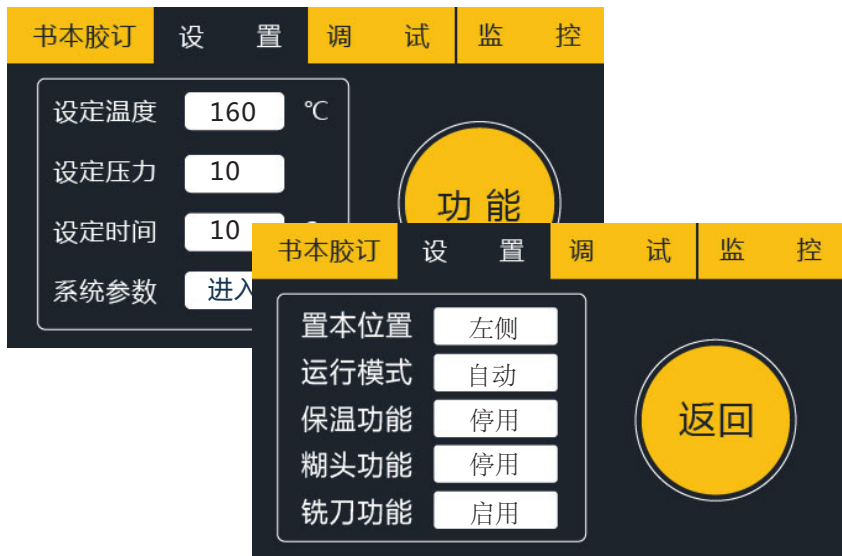 书本胶订 设 置 调 试 监 控
设定温度 160 ℃
设定压力 10
设定时间 10
系统参数 进入
功 能
书本胶订 设 置 调 试 监 控
置本位置 左侧
运行模式 自动
保温功能 停用
糊头功能 停用
铣刀功能 启用
返回